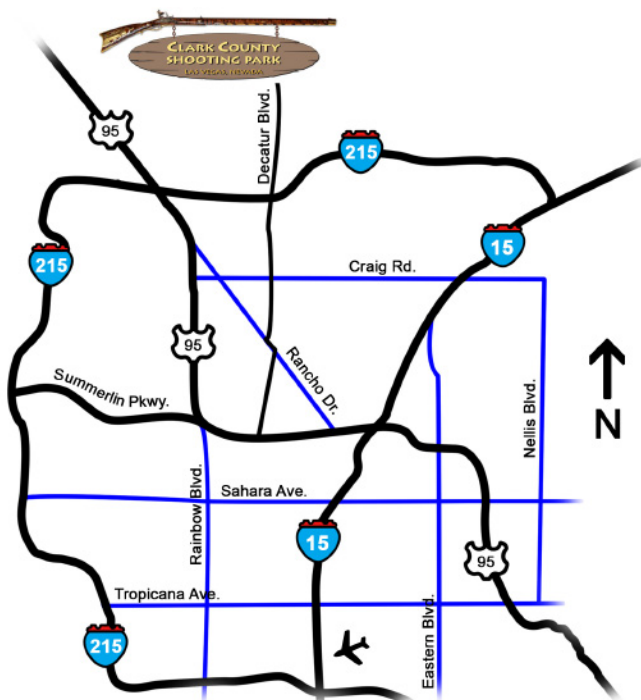 CLARK COUNTY
SHOOTING PARK
LAS VEGAS, NEVADA
95
Decatur Blvd.
215
15
215
Craig Rd.
95
Rancho Dr.
Summerlin Pkwy.
N
Nellis Blvd.
Rainbow Blvd.
Sahara Ave.
15
95
Tropicana Ave.
Eastern Blvd.
215